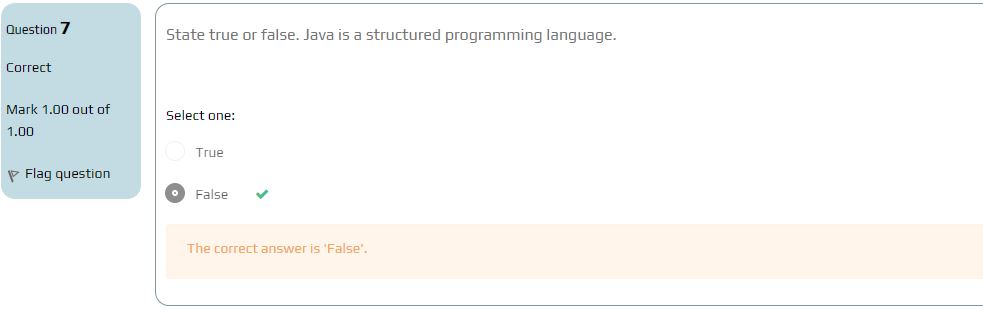 Question 7
Correct
Mark 1.00 out of
1.00
Flag question
State true or false. Java is a structured programming language.
Select one:
True
False
The correct answer is 'False'.